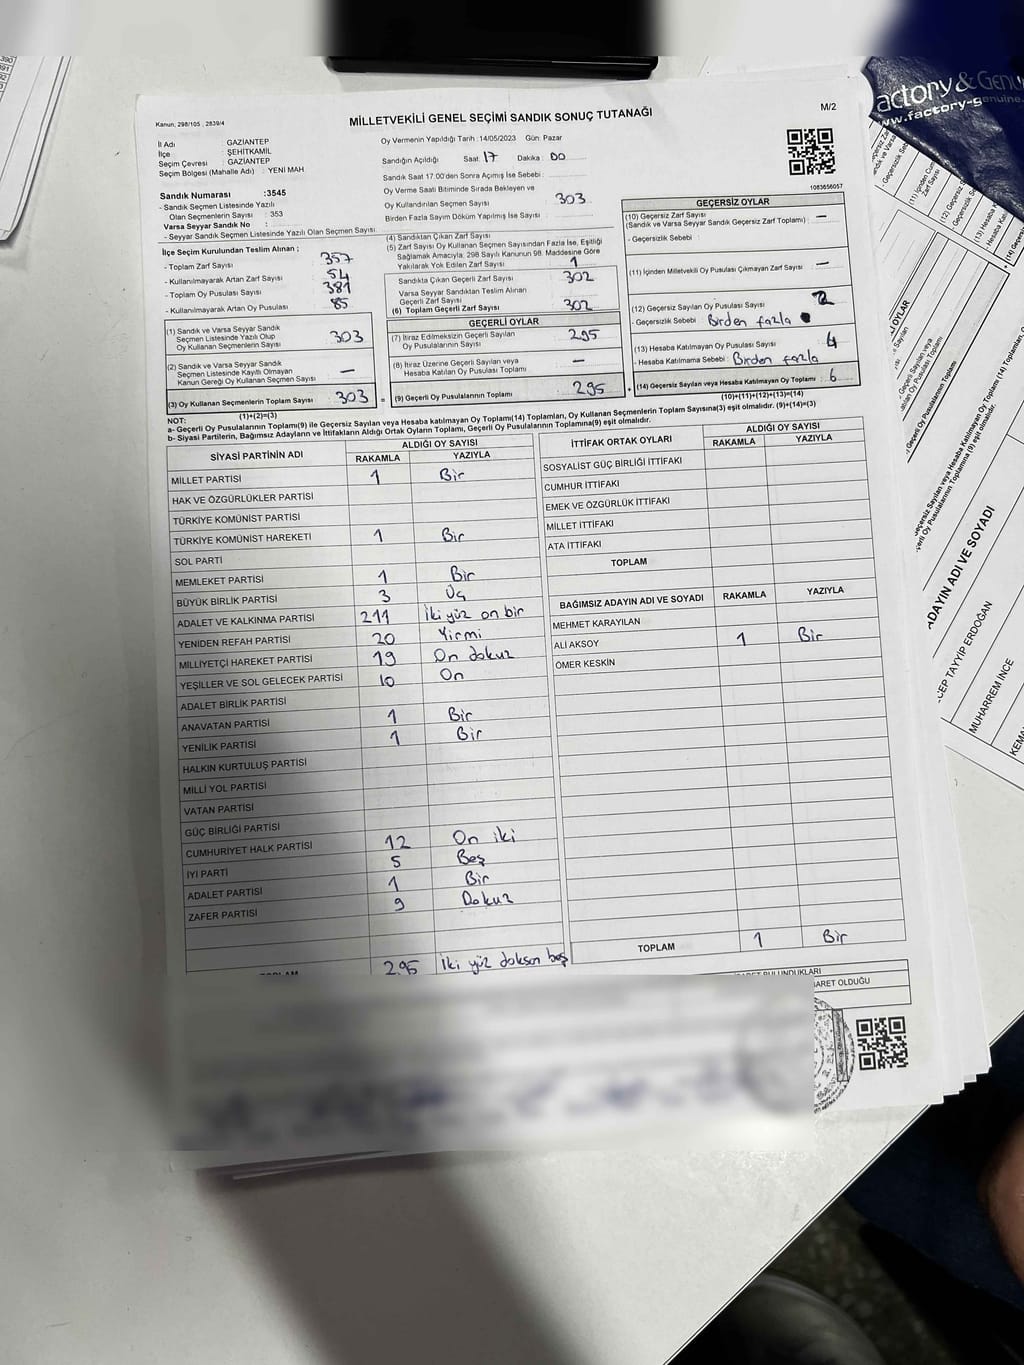 actory & Genu
www.factory-genuine.
Kanun, 298/105 , 2839/4
MİLLETVEKİLİ GENEL SEÇİMİ SANDIK SONUÇ TUTANAĞI
M/2
İl Adı GAZİANTEP
İlçe ŞEHİTKAMİL
Seçim Çevresi : GAZİANTEP
Seçim Bölgesi (Mahalle Adı) : YENİ MAH
Sandık Numarası :3545
- Sandık Seçmen Listesinde Yazılı
Olan Seçmenlerin Sayısı : 353
Varsa Seyyar Sandık No :
- Seyyar Sandık Seçmen Listesinde Yazılı Olan Seçmen Sayısı
Oy Vermenin Yapıldığı Tarih : 14/05/2023 Gün: Pazar
Sandığın Açıldığı Saat: 17 Dakika : 00
Sandık Saat 17.00'den Sonra Açılmış İse Sebebi :
Oy Verme Saati Bitiminde Sırada Bekleyen ve
Oy Kullandırılan Seçmen Sayısı 303
Birden Fazla Sayım Döküm Yapılmış İse Sayısı :
1083656057
İlçe Seçim Kurulundan Teslim Alınan ;
- Toplam Zarf Sayısı 357
- Kullanılmayarak Artan Zarf Sayısı 54
- Toplam Oy Pusulası Sayısı 381
- Kullanılmayarak Artan Oy Pusulası 85
(1) Sandık ve Varsa Seyyar Sandık
Seçmen Listesinde Yazılı Olup
Oy Kullanan Seçmenlerin Sayısı 303
(2) Sandık ve Varsa Seyyar Sandık
Seçmen Listesinde Kayıtlı Olmayan
Kanun Gereği Oy Kullanan Seçmen Sayısı —
(3) Oy Kullanan Seçmenlerin Toplam Sayısı 303
(1)+(2)=(3)
(4) Sandıktan Çıkan Zarf Sayısı
(5) Zarf Sayısı Oy Kullanan Seçmen Sayısından Fazla İse, Eşitliği
Sağlamak Amacıyla; 298 Sayılı Kanunun 98. Maddesine Göre
Yakılarak Yok Edilen Zarf Sayısı 1
Sandıkta Çıkan Geçerli Zarf Sayısı 302
Varsa Seyyar Sandıktan Teslim Alınan
Geçerli Zarf Sayısı
(6) Toplam Geçerli Zarf Sayısı 302
GEÇERLİ OYLAR
(7) İtiraz Edilmeksizin Geçerli Sayılan
Oy Pusulalarının Sayısı 295
(8) İtiraz Üzerine Geçerli Sayılan veya
Hesaba Katılan Oy Pusulası Toplamı —
(9) Geçerli Oy Pusulalarının Toplamı 295
GEÇERSİZ OYLAR
(10) Geçersiz Zarf Sayısı
(Sandık ve Varsa Seyyar Sandık Geçersiz Zarf Toplamı) : —
- Geçersizlik Sebebi :
(11) İçinden Milletvekili Oy Pusulası Çıkmayan Zarf Sayısı —
(12) Geçersiz Sayılan Oy Pusulası Sayısı 2
- Geçersizlik Sebebi Birden fazla
(13) Hesaba Katılmayan Oy Pusulası Sayısı 4
- Hesaba Katılmama Sebebi : Birden fazla
(14) Geçersiz Sayılan veya Hesaba Katılmayan Oy Toplamı : 6
(10)+(11)+(12)+(13)=(14)
NOT:
a- Geçerli Oy Pusulalarının Toplamı(9) ile Geçersiz Sayılan veya Hesaba katılmayan Oy Toplamı(14) Toplamları, Oy Kullanan Seçmenlerin Toplam Sayısına(3) eşit olmalıdır. (9)+(14)=(3)
b- Siyasi Partilerin, Bağımsız Adayların ve İttifakların Aldığı Ortak Oyların Toplamı, Geçerli Oy Pusulalarının Toplamına(9) eşit olmalıdır.
SİYASİ PARTİNİN ADI ALDIĞI OY SAYISI
RAKAMLA YAZIYLA
MİLLET PARTİSİ 1 Bir
HAK VE ÖZGÜRLÜKLER PARTİSİ
TÜRKİYE KOMÜNİST PARTİSİ
TÜRKİYE KOMÜNİST HAREKETİ 1 Bir
SOL PARTİ
MEMLEKET PARTİSİ 1 Bir
BÜYÜK BİRLİK PARTİSİ 3 Üç
ADALET VE KALKINMA PARTİSİ 211 İki yüz on bir
YENİDEN REFAH PARTİSİ 20 Yirmi
MİLLİYETÇİ HAREKET PARTİSİ 19 On dokuz
YEŞİLLER VE SOL GELECEK PARTİSİ 10 On
ADALET BİRLİK PARTİSİ
ANAVATAN PARTİSİ 1 Bir
YENİLİK PARTİSİ 1 Bir
HALKIN KURTULUŞ PARTİSİ
MİLLİ YOL PARTİSİ
VATAN PARTİSİ
GÜÇ BİRLİĞİ PARTİSİ
CUMHURİYET HALK PARTİSİ 12 On iki
İYİ PARTİ 5 Beş
ADALET PARTİSİ 1 Bir
ZAFER PARTİSİ 9 Dokuz
295 İki yüz doksan beş
İTTİFAK ORTAK OYLARI ALDIĞI OY SAYISI
RAKAMLA YAZIYLA
SOSYALİST GÜÇ BİRLİĞİ İTTİFAKI
CUMHUR İTTİFAKI
EMEK VE ÖZGÜRLÜK İTTİFAKI
MİLLET İTTİFAKI
ATA İTTİFAKI
TOPLAM
BAĞIMSIZ ADAYIN ADI VE SOYADI RAKAMLA YAZIYLA
MEHMET KARAYILAN
ALİ AKSOY 1 Bir
ÖMER KESKİN
TOPLAM 1 Bir
BULUNDUKLARI
ARET OLDUĞU
ADAYIN ADI VE SOYADI
CEP TAYYİP ERDOĞAN
MUHARREM İNCE
KEMA